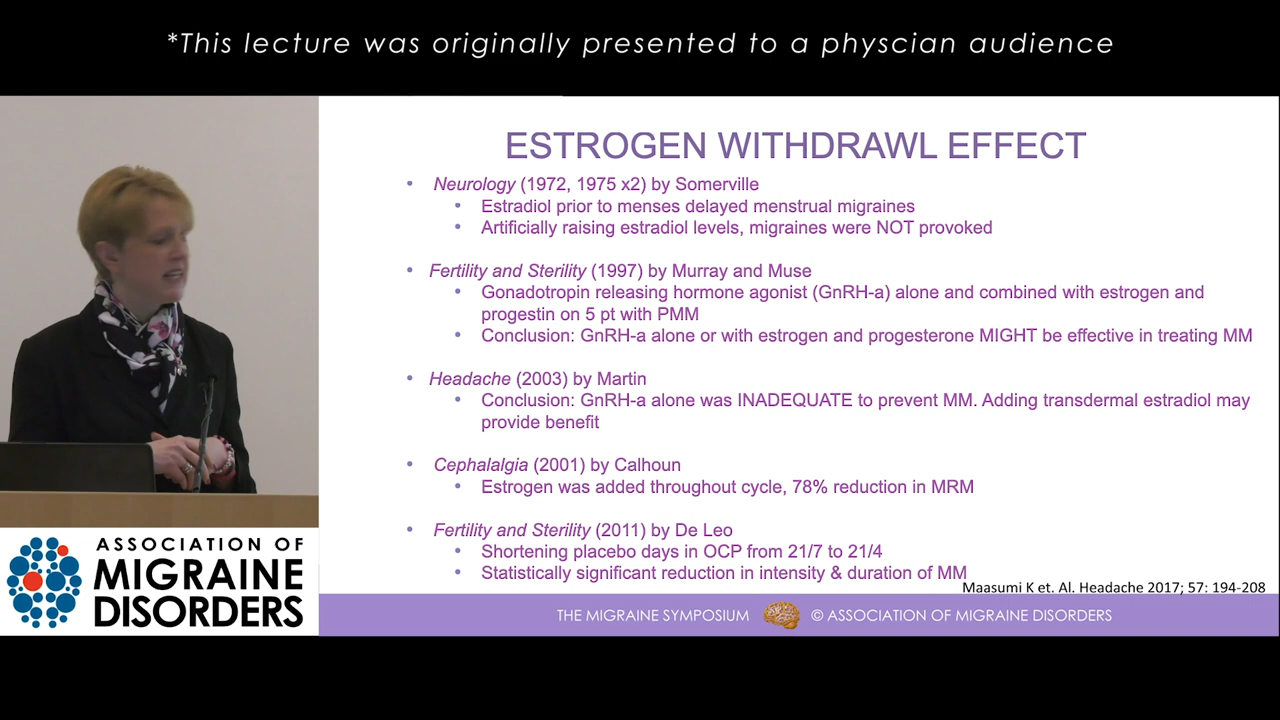 *This lecture was originally presented to a physcian audience
ESTROGEN WITHDRAWL EFFECT
• Neurology (1972, 1975 x2) by Somerville
• Estradiol prior to menses delayed menstrual migraines
• Artificially raising estradiol levels, migraines were NOT provoked
• Fertility and Sterility (1997) by Murray and Muse
• Gonadotropin releasing hormone agonist (GnRH-a) alone and combined with estrogen and
progestin on 5 pt with PMM
• Conclusion: GnRH-a alone or with estrogen and progesterone MIGHT be effective in treating MM
• Headache (2003) by Martin
• Conclusion: GnRH-a alone was INADEQUATE to prevent MM. Adding transdermal estradiol may
provide benefit
• Cephalalgia (2001) by Calhoun
• Estrogen was added throughout cycle, 78% reduction in MRM
• Fertility and Sterility (2011) by De Leo
• Shortening placebo days in OCP from 21/7 to 21/4
• Statistically significant reduction in intensity & duration of MM
Maasumi K et. Al. Headache 2017; 57: 194-208
THE MIGRAINE SYMPOSIUM © ASSOCIATION OF MIGRAINE DISORDERS
ASSOCIATION OF
MIGRAINE
DISORDERS